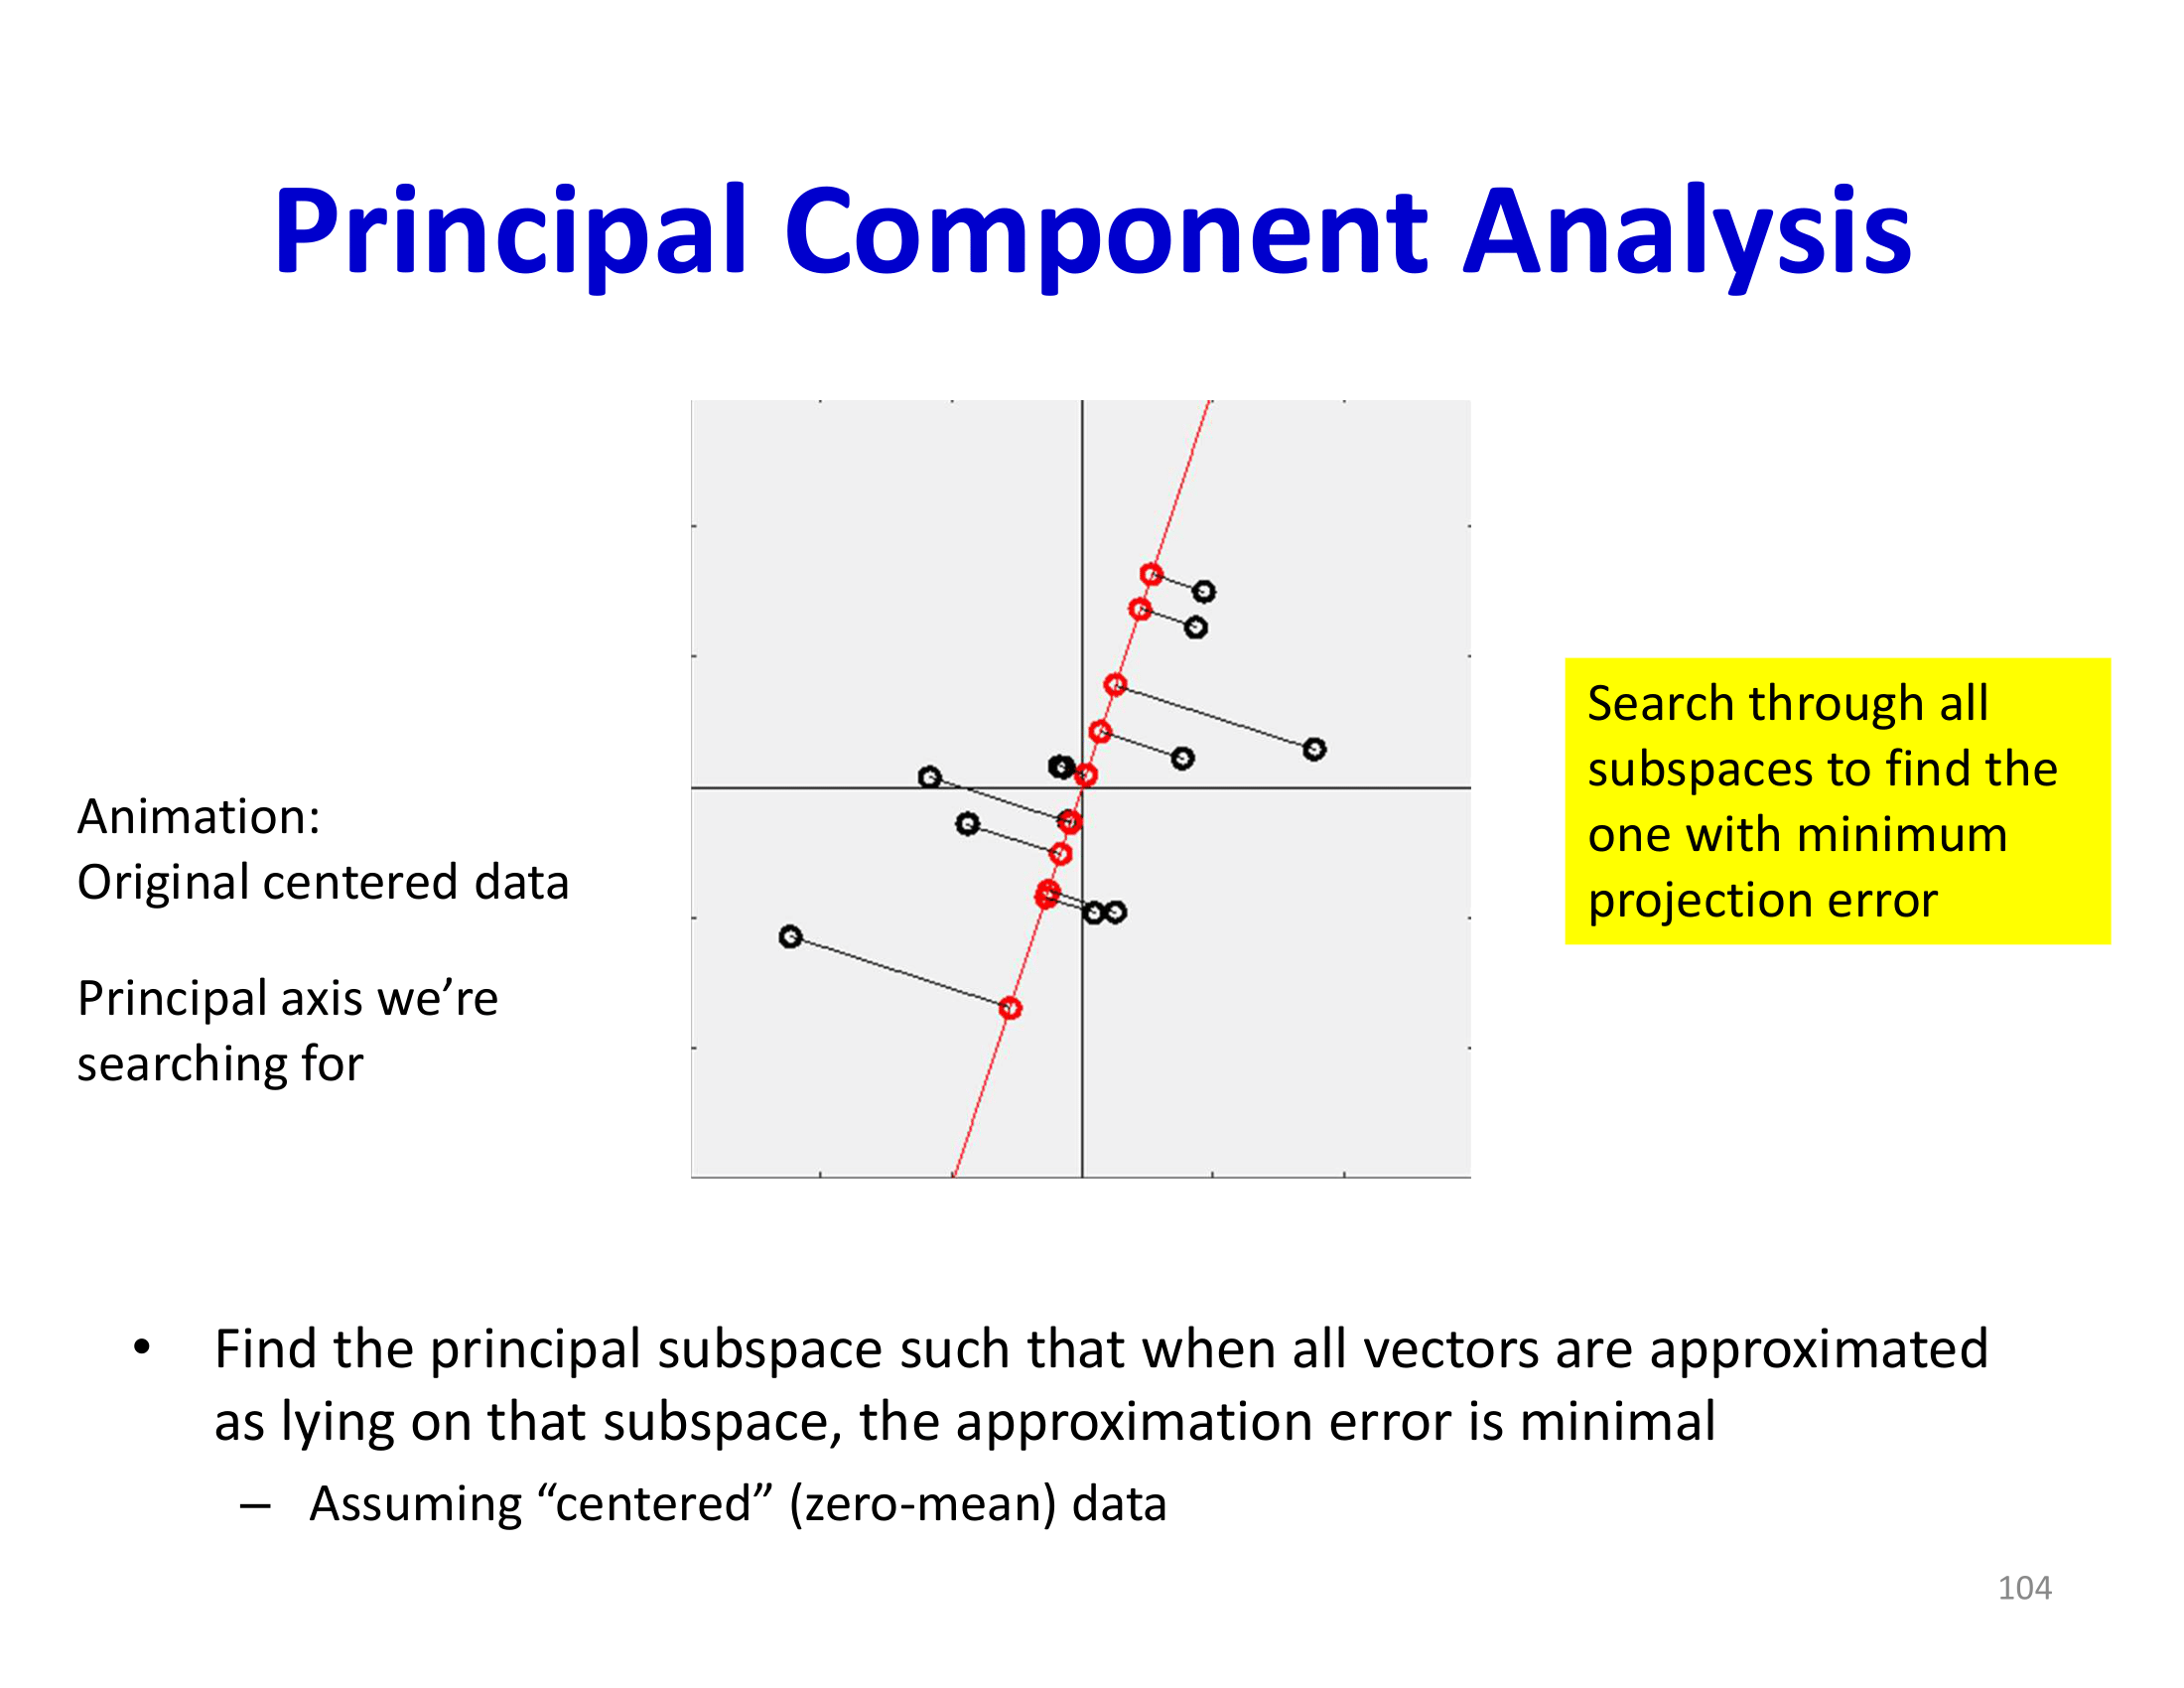 Principal Component Analysis
Animation:
Original centered data
Principal axis we’re
searching for
Search through all
subspaces to find the
one with minimum
projection error
• Find the principal subspace such that when all vectors are approximated
as lying on that subspace, the approximation error is minimal
– Assuming “centered” (zero-mean) data
104